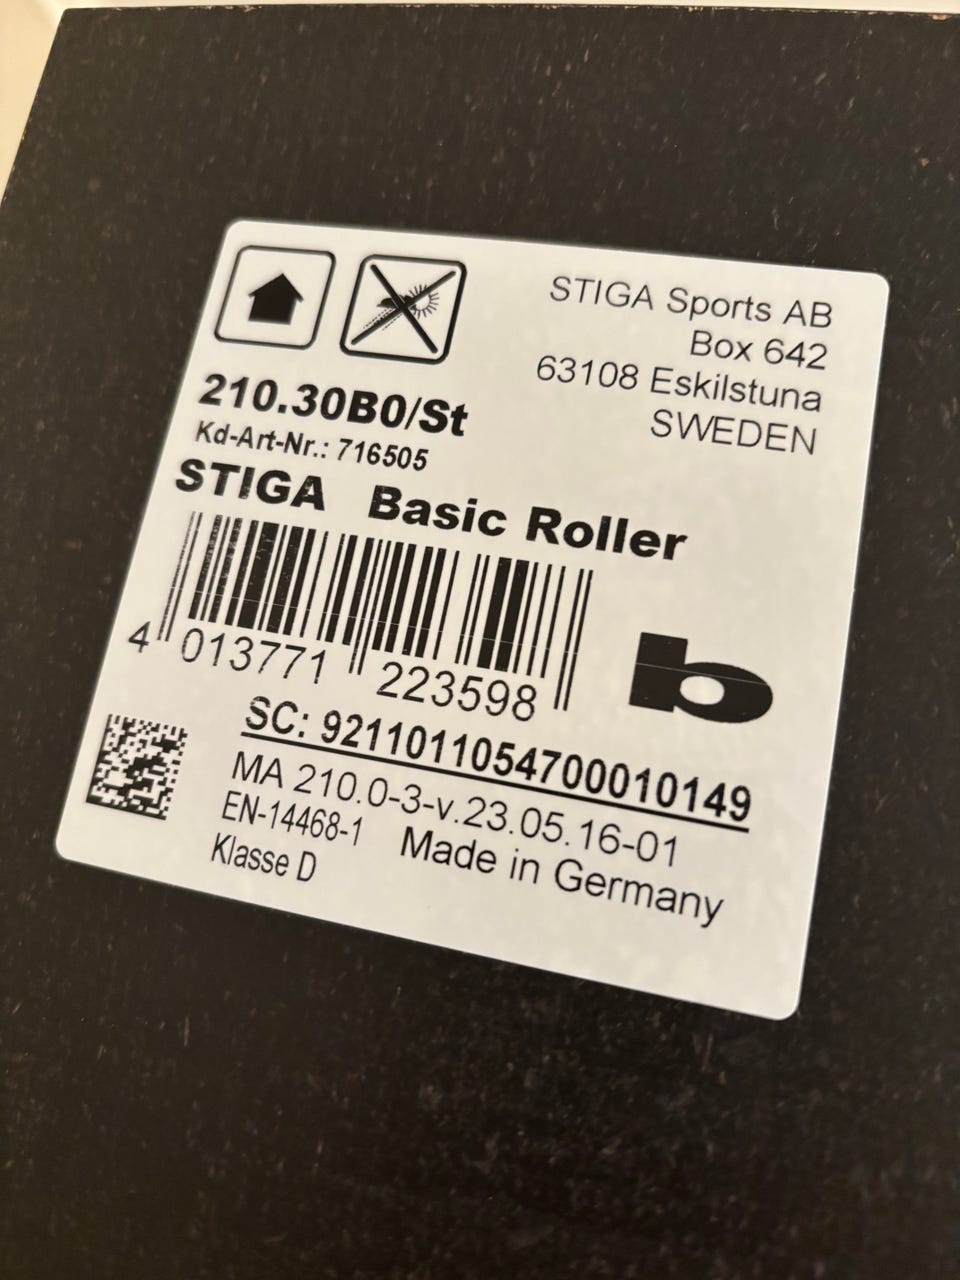 STIGA Sports AB
Box 642
63108 Eskilstuna
SWEDEN
210.30B0/St
Kd-Art-Nr.: 716505
STIGA Basic Roller
4 013771 223598
b
SC: 9211011054700010149
MA 210.0-3-v.23.05.16-01
EN-14468-1
Klasse D
Made in Germany